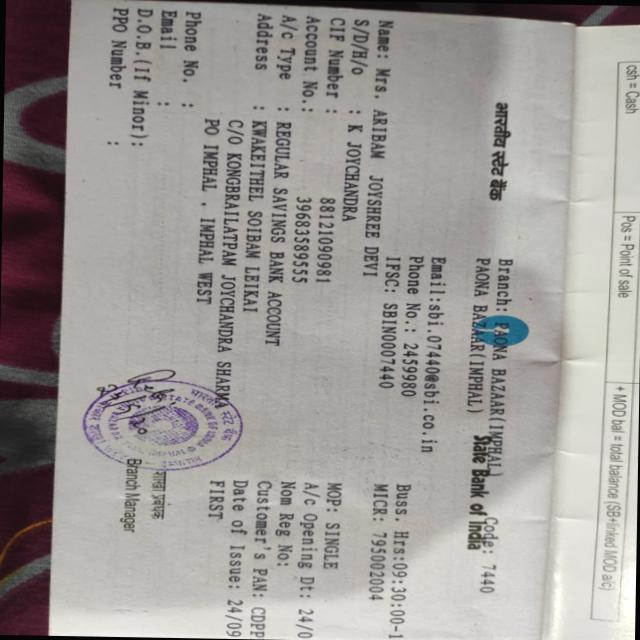 भारतीय स्टेट बैंक
State Bank of India
Branch: PAONA BAZAAR(IMPHAL) Code: 7440
PAONA BAZAAR(IMPHAL)
Email:sbi.07440@sbi.co.in
Phone No.: 2459980 Buss. Hrs:09:30:00-1
IFSC: SBIN0007440 MICR: 795002004
Name: Mrs. ARIBAM JOYSHREE DEVI
S/D/H/o : K JOYCHANDRA
CIF Number : 88121090981 MOP: SINGLE
Account No.: 39683589555 A/c Opening Dt: 24/0
A/C Type : REGULAR SAVINGS BANK ACCOUNT Nom Reg No:
Address : KWAKEITHEL SOIBAM LEIKAI Customer's PAN: CDPP
C/O KONGBRAILATPAM JOYCHANDRA SHARMA Date of Issue: 24/09
PO IMPHAL , IMPHAL WEST FIRST
Phone No. :
Email :
D.O.B.(If Minor):
PPO Number :
शाखा प्रबंधक
Branch Manager
csh = Cash
Pos = Point of sale
+ MOD bal = total balance (SB+linked MOD a/c)